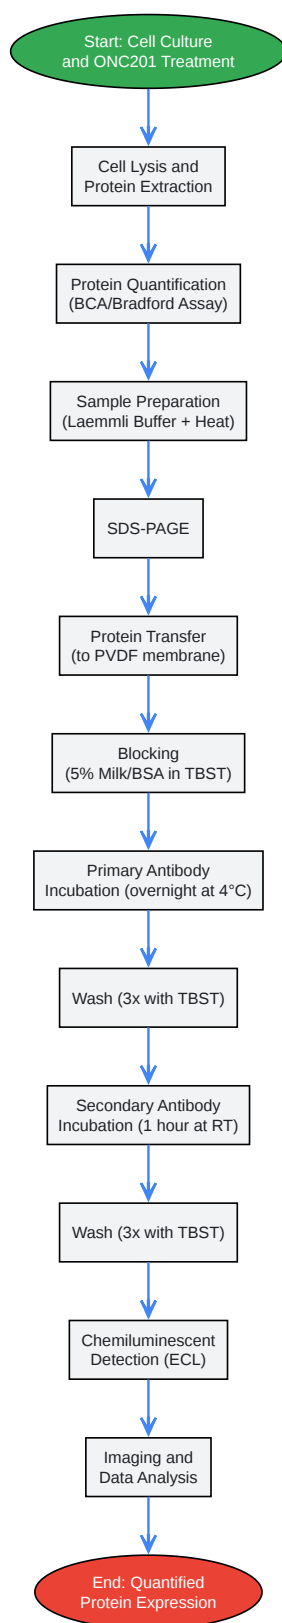 Start: Cell Culture
and ONC201 Treatment
Cell Lysis and
Protein Extraction
Protein Quantification
(BCA/Bradford Assay)
Sample Preparation
(Laemmli Buffer + Heat)
SDS-PAGE
Protein Transfer
(to PVDF membrane)
Blocking
(5% Milk/BSA in TBST)
Primary Antibody
Incubation (overnight at 4°C)
Wash (3x with TBST)
Secondary Antibody
Incubation (1 hour at RT)
Wash (3x with TBST)
Chemiluminescent
Detection (ECL)
Imaging and
Data Analysis
End: Quantified
Protein Expression